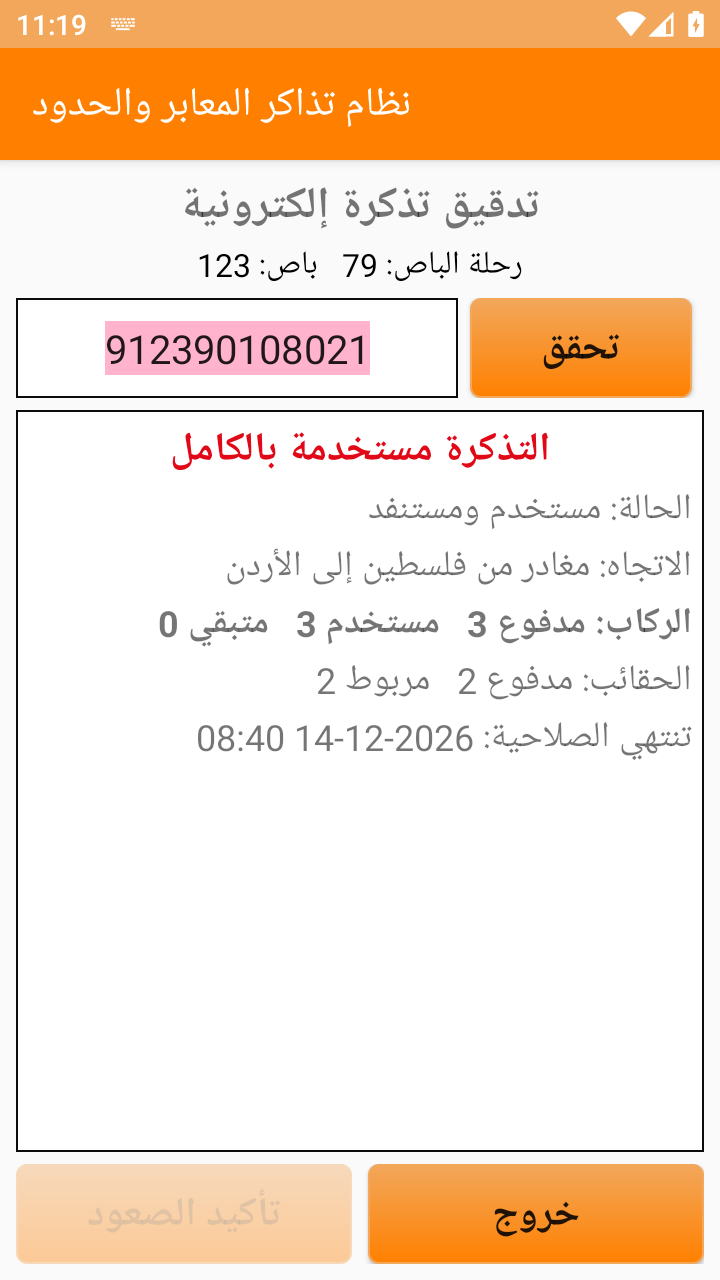 11:19
نظام تذاكر المعابر والحدود
تدقيق تذكرة إلكترونية
رحلة الباص: 79   باص: 123
تحقق
912390108021
التذكرة مستخدمة بالكامل
الحالة: مستخدم ومستنفد
الاتجاه: مغادر من فلسطين إلى الأردن
الركاب: مدفوع 3   مستخدم 3   متبقي 0
الحقائب: مدفوع 2   مربوط 2
تنتهي الصلاحية: 2026-12-14 08:40
خروج
تأكيد الصعود